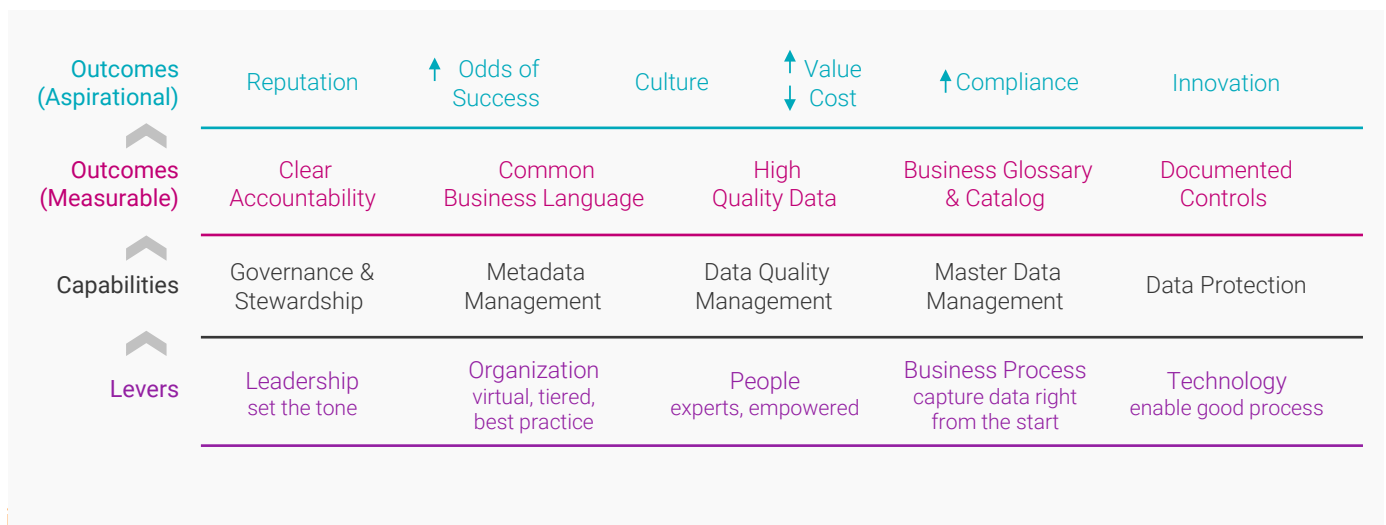 Outcomes
(Aspirational)
Reputation
↑ Odds of
Success
Culture
↑ Value
↓ Cost
↑ Compliance
Innovation
Outcomes
(Measurable)
Clear
Accountability
Common
Business Language
High
Quality Data
Business Glossary
& Catalog
Documented
Controls
Capabilities
Governance &
Stewardship
Metadata
Management
Data Quality
Management
Master Data
Management
Data Protection
Levers
Leadership
set the tone
Organization
virtual, tiered,
best practice
People
experts, empowered
Business Process
capture data right
from the start
Technology
enable good process